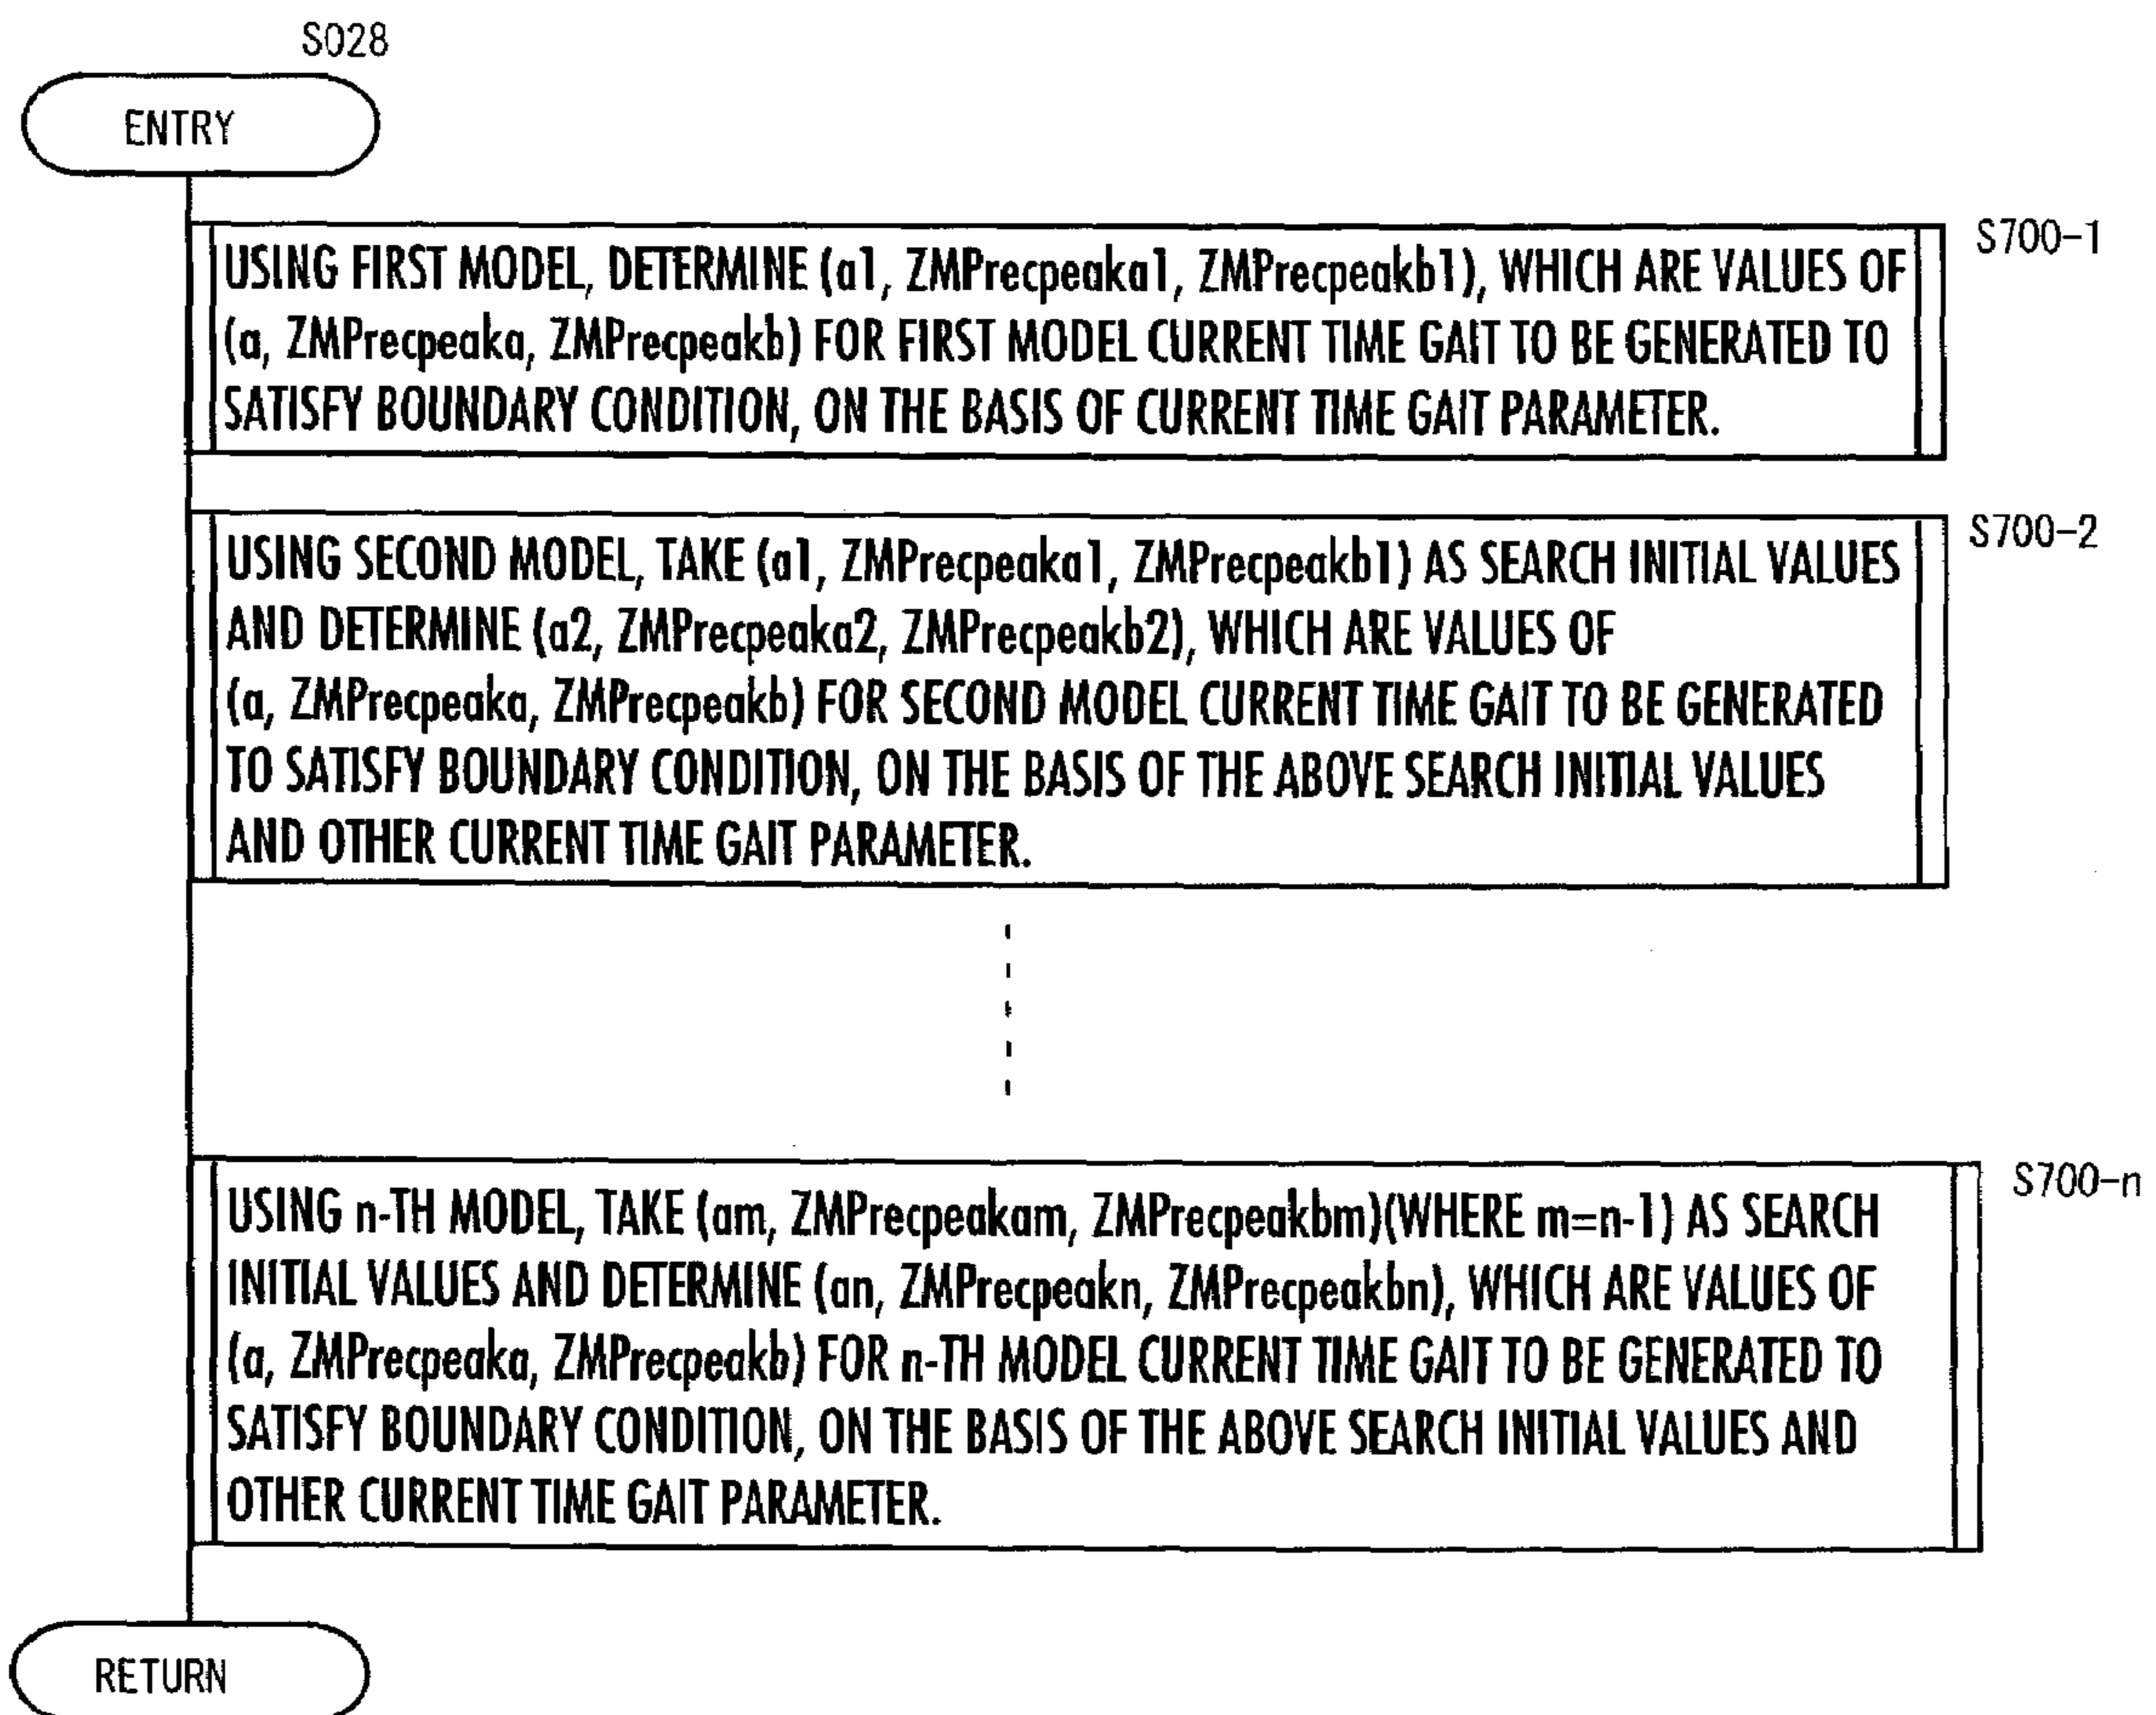 S028
ENTRY
S700-1
USING FIRST MODEL, DETERMINE (a1, ZMPrecpeaka1, ZMPrecpeakb1), WHICH ARE VALUES OF
(a, ZMPrecpeaka, ZMPrecpeakb) FOR FIRST MODEL CURRENT TIME GAIT TO BE GENERATED TO
SATISFY BOUNDARY CONDITION, ON THE BASIS OF CURRENT TIME GAIT PARAMETER.
S700-2
USING SECOND MODEL, TAKE (a1, ZMPrecpeaka1, ZMPrecpeakb1) AS SEARCH INITIAL VALUES
AND DETERMINE (a2, ZMPrecpeaka2, ZMPrecpeakb2), WHICH ARE VALUES OF
(a, ZMPrecpeaka, ZMPrecpeakb) FOR SECOND MODEL CURRENT TIME GAIT TO BE GENERATED
TO SATISFY BOUNDARY CONDITION, ON THE BASIS OF THE ABOVE SEARCH INITIAL VALUES
AND OTHER CURRENT TIME GAIT PARAMETER.
S700-n
USING n-TH MODEL, TAKE (am, ZMPrecpeakam, ZMPrecpeakbm)(WHERE m=n-1) AS SEARCH
INITIAL VALUES AND DETERMINE (an, ZMPrecpeakn, ZMPrecpeakbn), WHICH ARE VALUES OF
(a, ZMPrecpeaka, ZMPrecpeakb) FOR n-TH MODEL CURRENT TIME GAIT TO BE GENERATED TO
SATISFY BOUNDARY CONDITION, ON THE BASIS OF THE ABOVE SEARCH INITIAL VALUES AND
OTHER CURRENT TIME GAIT PARAMETER.
RETURN